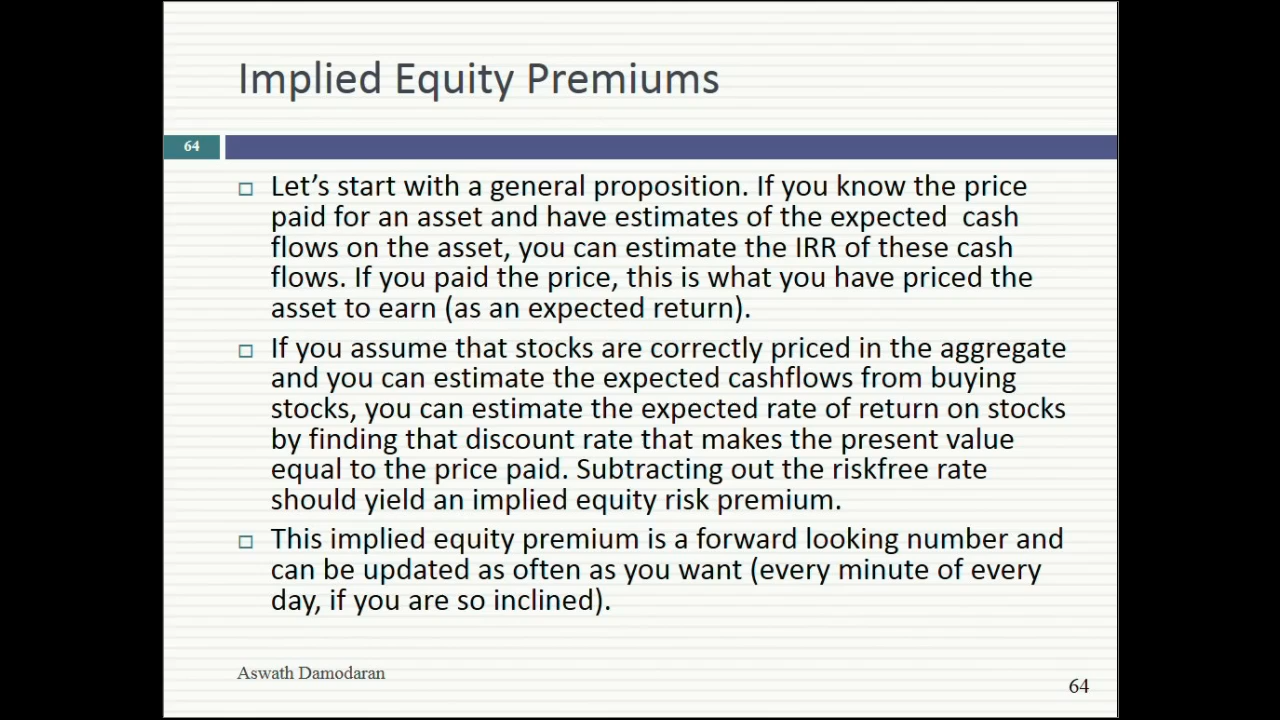 Implied Equity Premiums
64
Let’s start with a general proposition. If you know the price
paid for an asset and have estimates of the expected cash
flows on the asset, you can estimate the IRR of these cash
flows. If you paid the price, this is what you have priced the
asset to earn (as an expected return).
If you assume that stocks are correctly priced in the aggregate
and you can estimate the expected cashflows from buying
stocks, you can estimate the expected rate of return on stocks
by finding that discount rate that makes the present value
equal to the price paid. Subtracting out the riskfree rate
should yield an implied equity risk premium.
This implied equity premium is a forward looking number and
can be updated as often as you want (every minute of every
day, if you are so inclined).
Aswath Damodaran
64